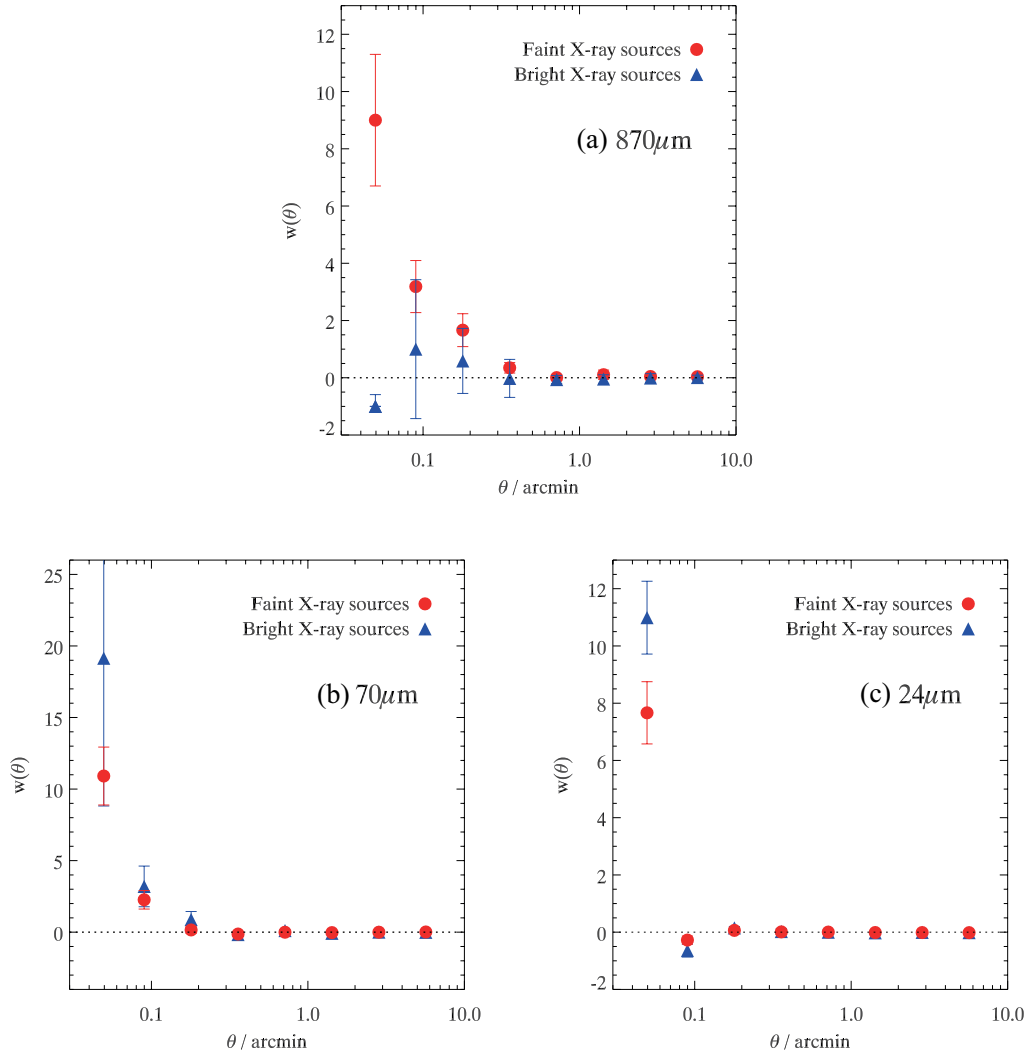 12
10
8
6
4
2
0
-2
w(θ)
Faint X-ray sources
Bright X-ray sources
(a) 870μm
0.1
1.0
10.0
θ / arcmin
25
20
15
10
5
0
w(θ)
Faint X-ray sources
Bright X-ray sources
(b) 70μm
0.1
1.0
10.0
θ / arcmin
12
10
8
6
4
2
0
-2
w(θ)
Faint X-ray sources
Bright X-ray sources
(c) 24μm
0.1
1.0
10.0
θ / arcmin